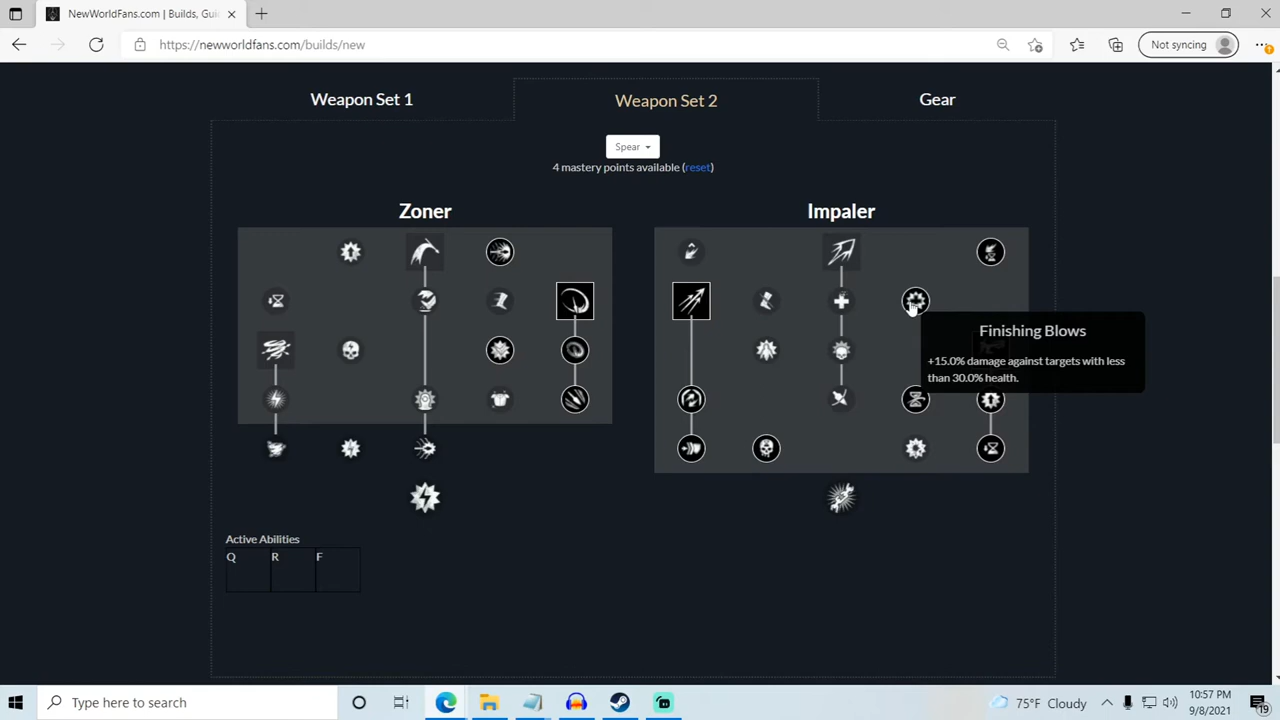 NewWorldFans.com | Builds, Gui
https://newworldfans.com/builds/new
Not syncing
Weapon Set 1
Weapon Set 2
Gear
Spear
4 mastery points available (reset)
Zoner
Impaler
Finishing Blows
+15.0% damage against targets with less
than 30.0% health.
Active Abilities
Q R F
Type here to search
75°F Cloudy
10:57 PM
9/8/2021
19